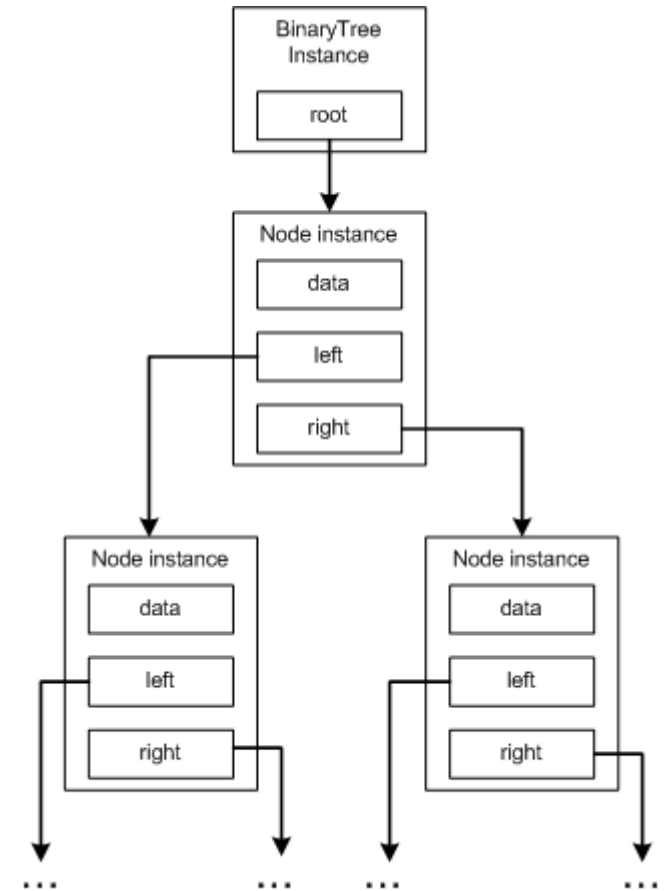 BinaryTree
Instance
root
Node instance
data
left
right
Node instance
data
left
right
Node instance
data
left
right
... ... ... ...